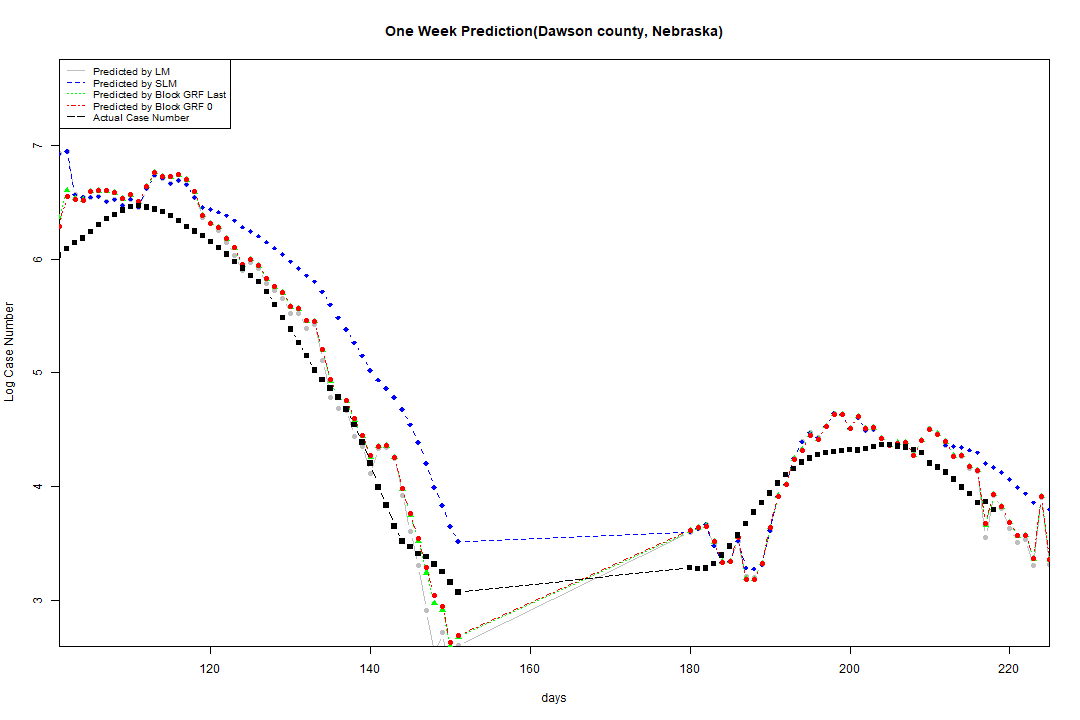 One Week Prediction(Dawson county, Nebraska)
Predicted by LM
Predicted by SLM
Predicted by Block GRF Last
Predicted by Block GRF 0
Actual Case Number
7
6
5
4
3
Log Case Number
120 140 160 180 200 220
days